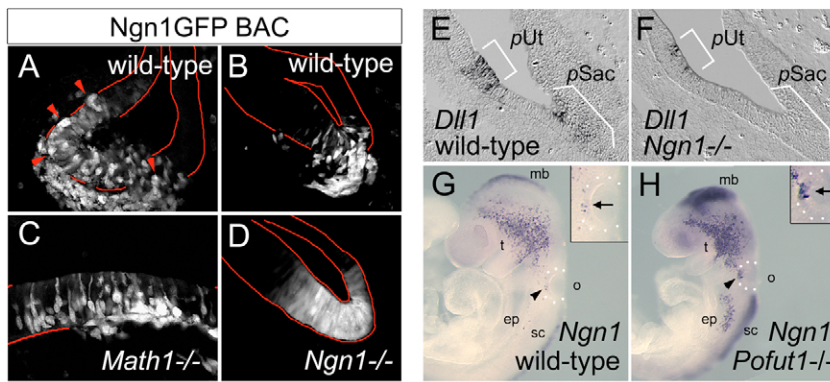 Ngn1GFP BAC
A
wild-type
B
wild-type
C
Math1-/-
D
Ngn1-/-
E
pUt
pSac
Dll1
wild-type
F
pUt
pSac
Dll1
Ngn1-/-
G
mb
t
o
ep
sc
Ngn1
wild-type
H
mb
t
o
ep
sc
Ngn1
Pofut1-/-